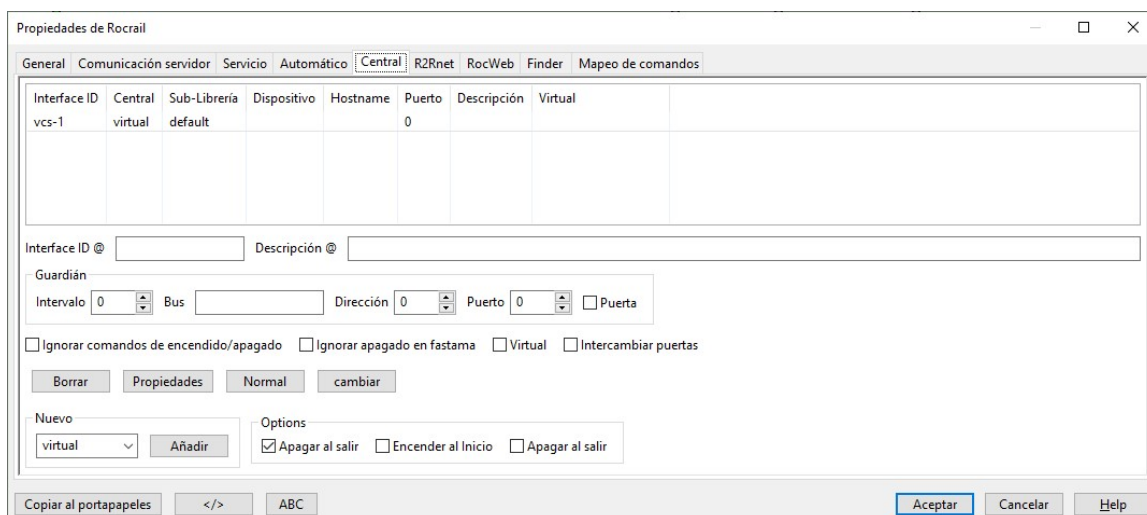 Propiedades de Rocrail
General Comunicación servidor Servicio Automático Central R2Rnet RocWeb Finder Mapeo de comandos
Interface ID Central Sub-Librería Dispositivo Hostname Puerto Descripción Virtual
vcs-1 virtual default 0
Interface ID @ Descripción @
Guardián
Intervalo 0 Bus Dirección 0 Puerto 0 Puerta
Ignorar comandos de encendido/apagado Ignorar apagado en fastama Virtual Intercambiar puertas
Borrar Propiedades Normal cambiar
Nuevo Options
virtual Añadir Apagar al salir Encender al Inicio Apagar al salir
Copiar al portapapeles </> ABC Aceptar Cancelar Help